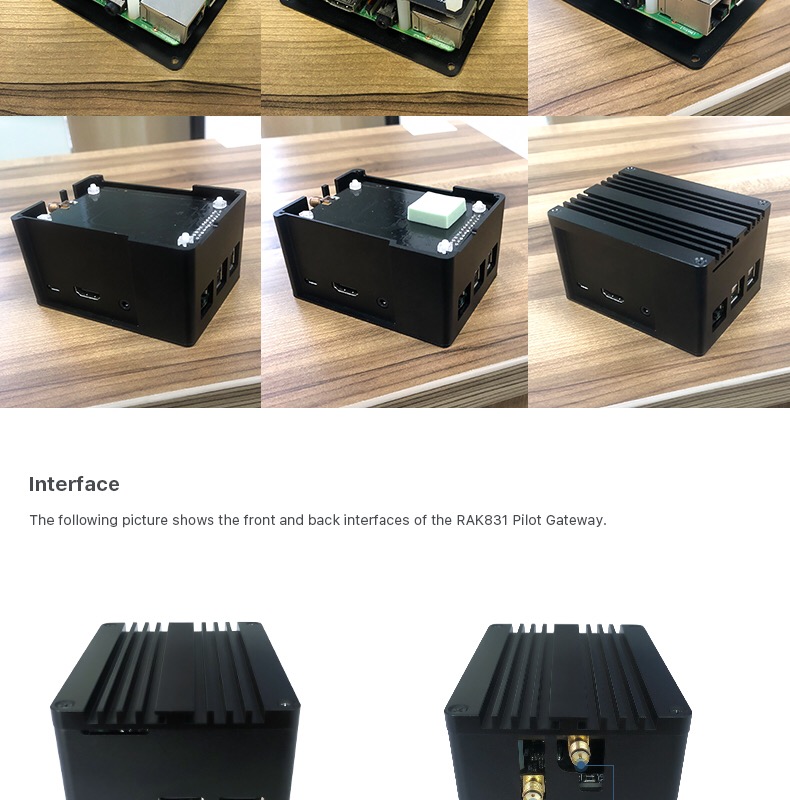 Interface
The following picture shows the front and back interfaces of the RAK831 Pilot Gateway.